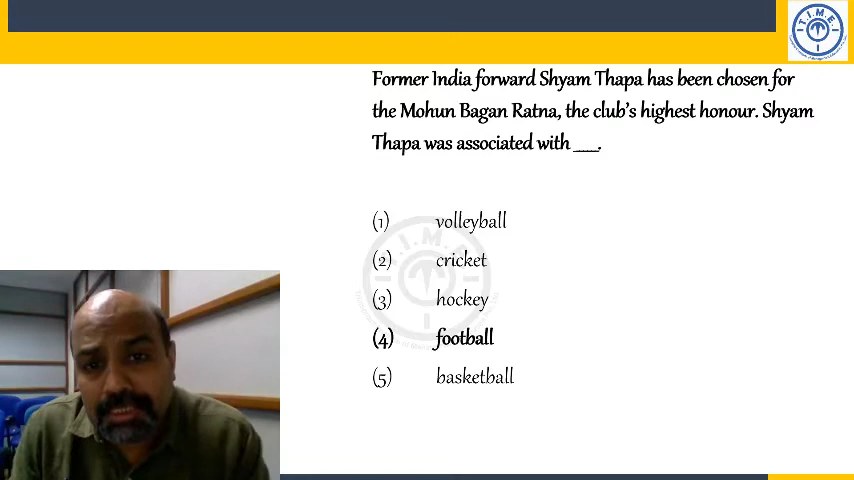 T.I.M.E.
Former India forward Shyam Thapa has been chosen for
the Mohun Bagan Ratna, the club's highest honour. Shyam
Thapa was associated with ____.
(1) volleyball
(2) cricket
(3) hockey
(4) football
(5) basketball